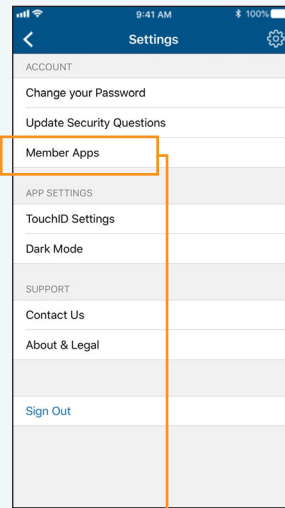 9:41 AM
100%
Settings
ACCOUNT
Change your Password
Update Security Questions
Member Apps
APP SETTINGS
TouchID Settings
Dark Mode
SUPPORT
Contact Us
About & Legal
Sign Out